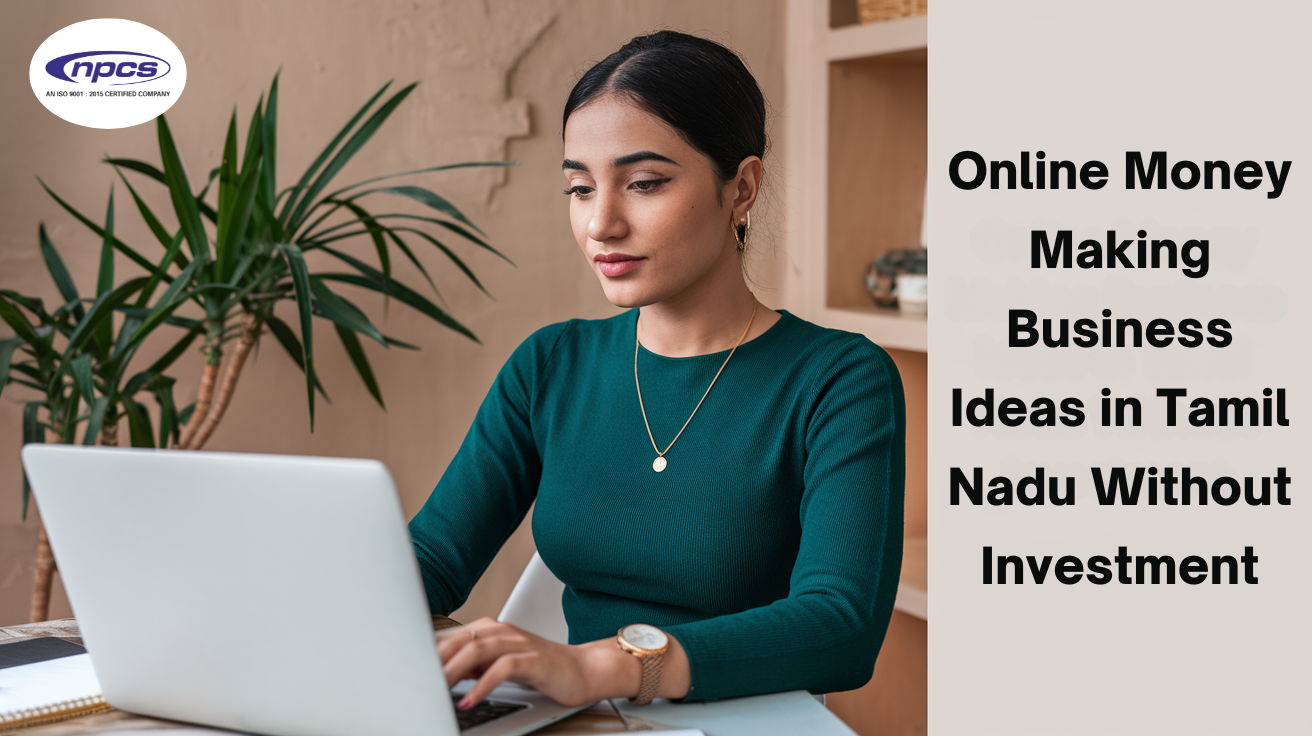 npcs
AN ISO 9001 : 2015 CERTIFIED COMPANY
Online Money
Making
Business
Ideas in Tamil
Nadu Without
Investment